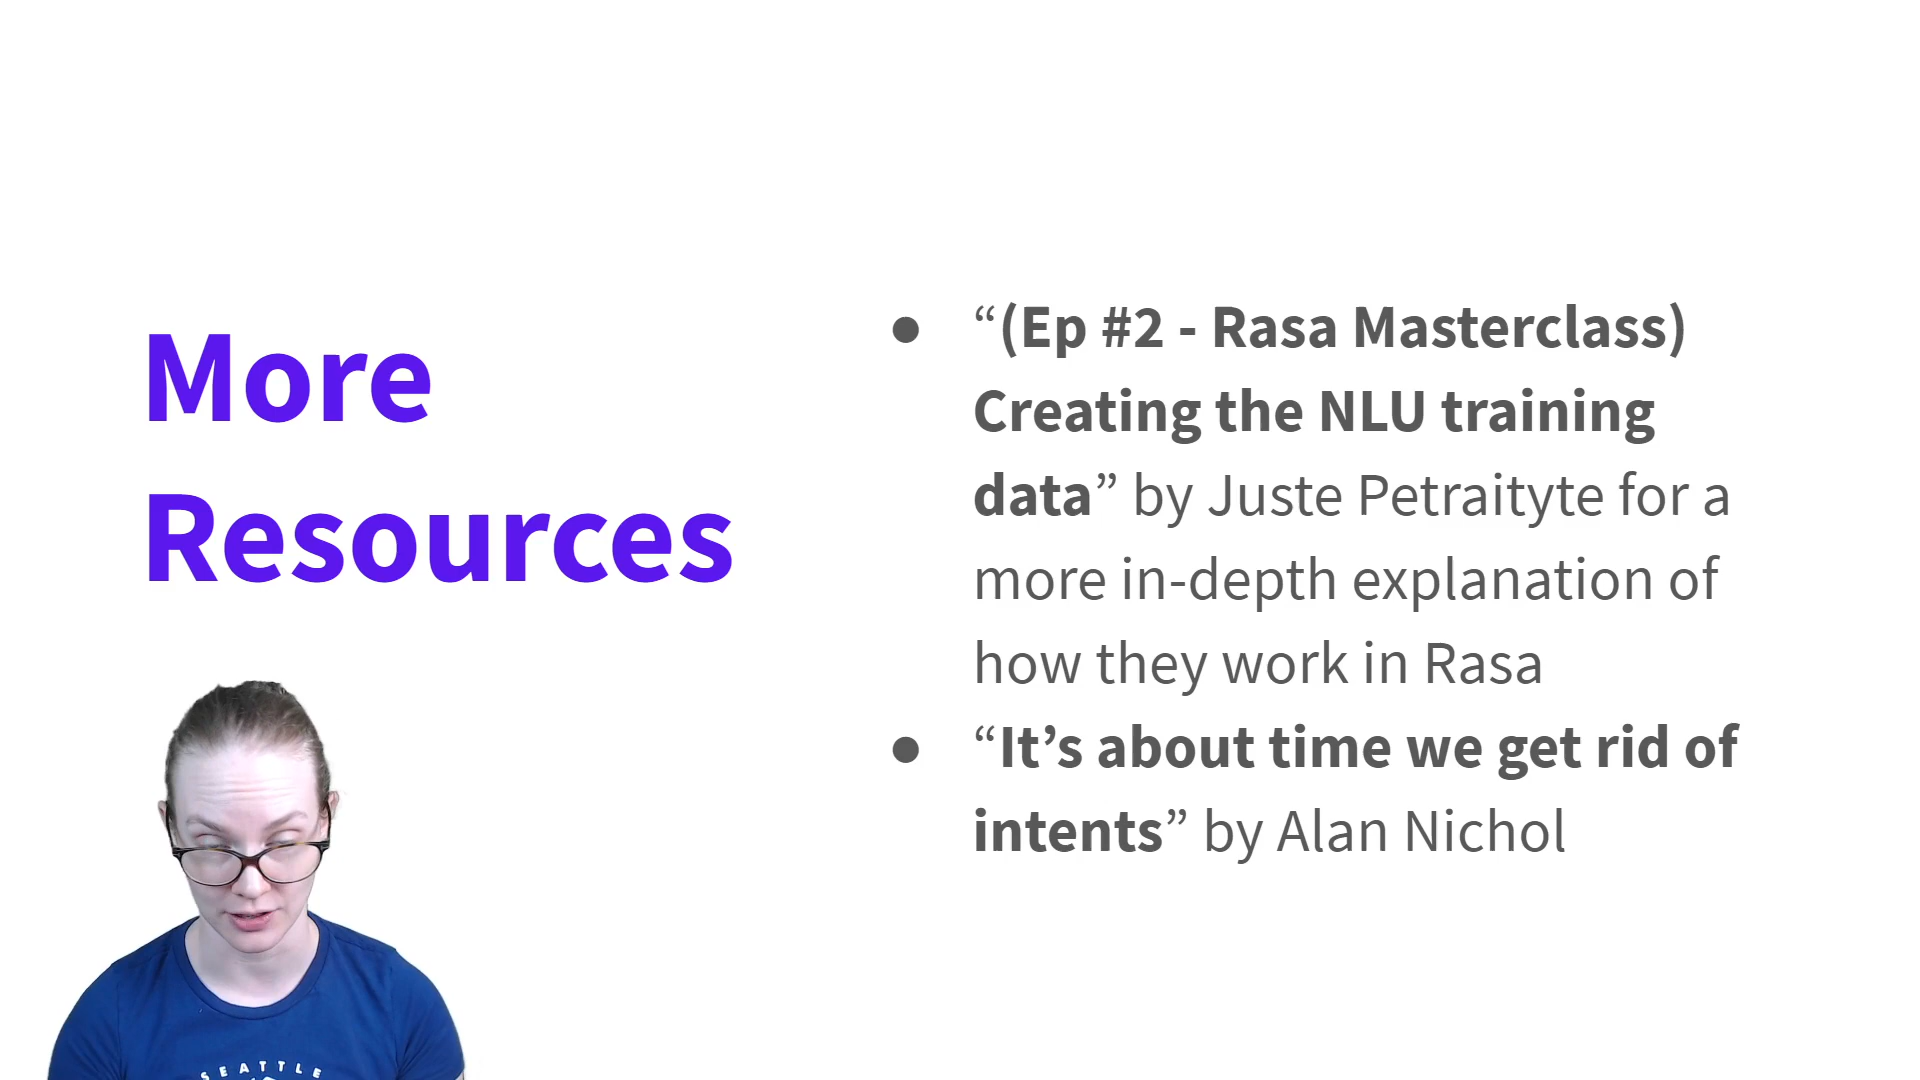 More
Resources
● “(Ep #2 - Rasa Masterclass)
Creating the NLU training
data” by Juste Petraityte for a
more in-depth explanation of
how they work in Rasa
● “It’s about time we get rid of
intents” by Alan Nichol
SEATTLE